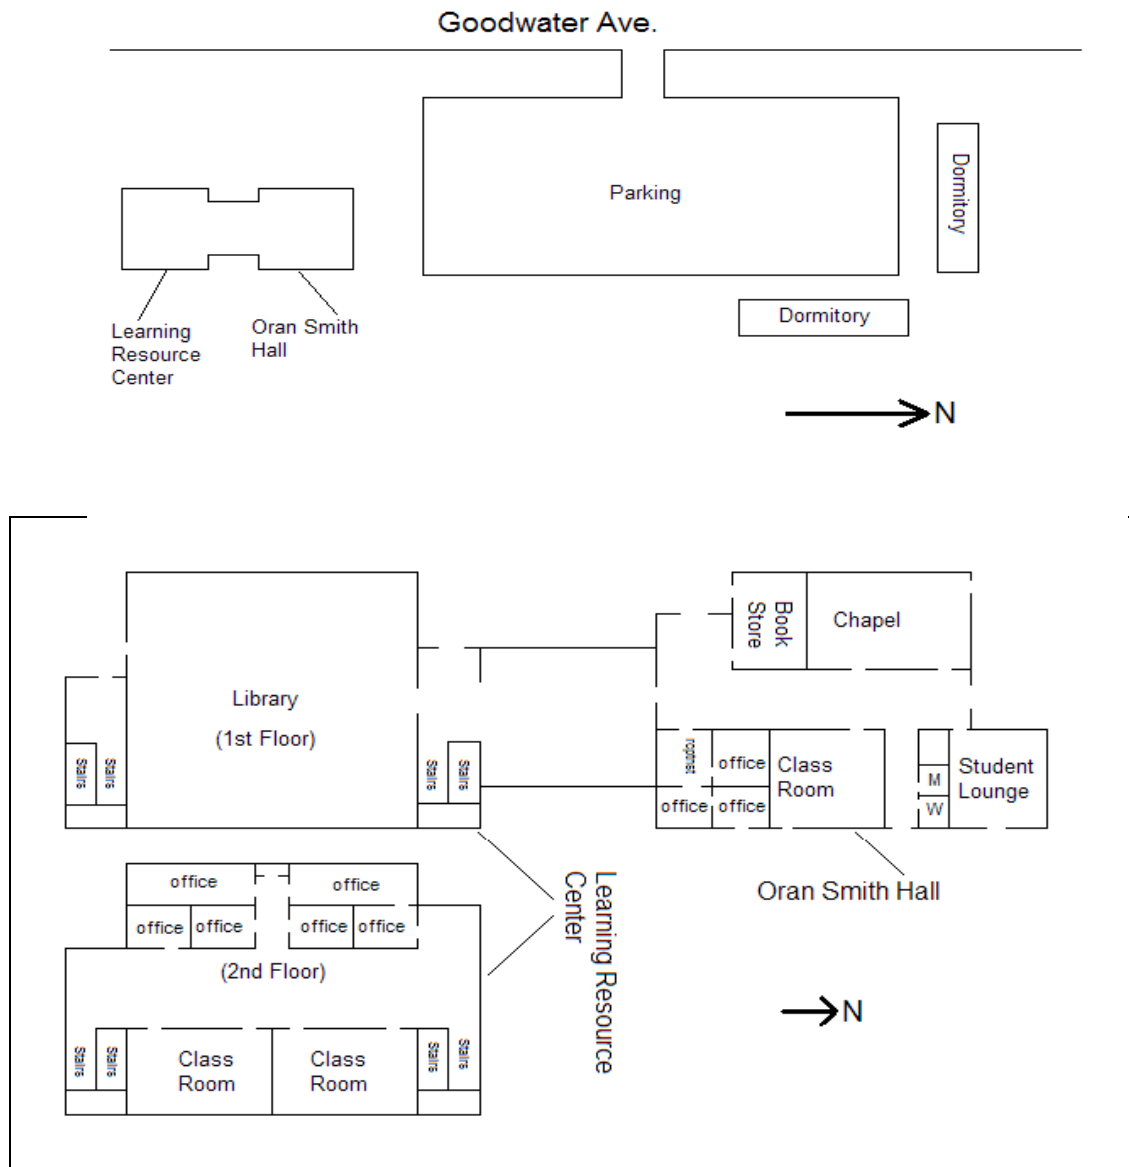 Goodwater Ave.
Parking
Dormitory
Dormitory
Learning
Resource
Center
Oran Smith
Hall
N
Book
Store
Chapel
Library
(1st Floor)
Stairs
Stairs
Stairs
Stairs
office
Class
Room
office
office
M
W
Student
Lounge
Oran Smith Hall
Learning Resource
Center
office
office
office
office
office
office
(2nd Floor)
N
Stairs
Stairs
Class
Room
Class
Room
Stairs
Stairs